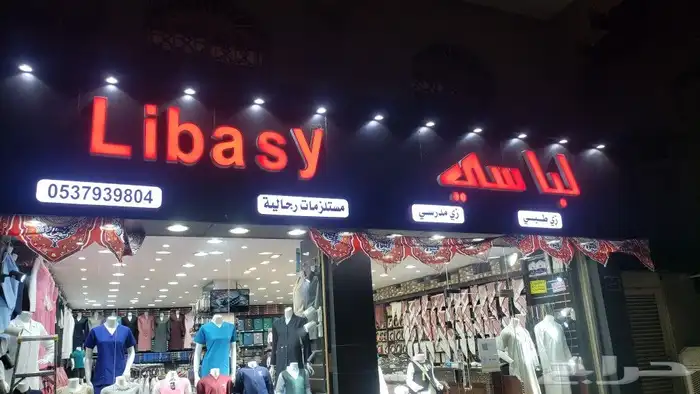 Libasy
لباسي
0537939804
مستلزمات رجالية
زي مدرسي
زي طبي
حراج